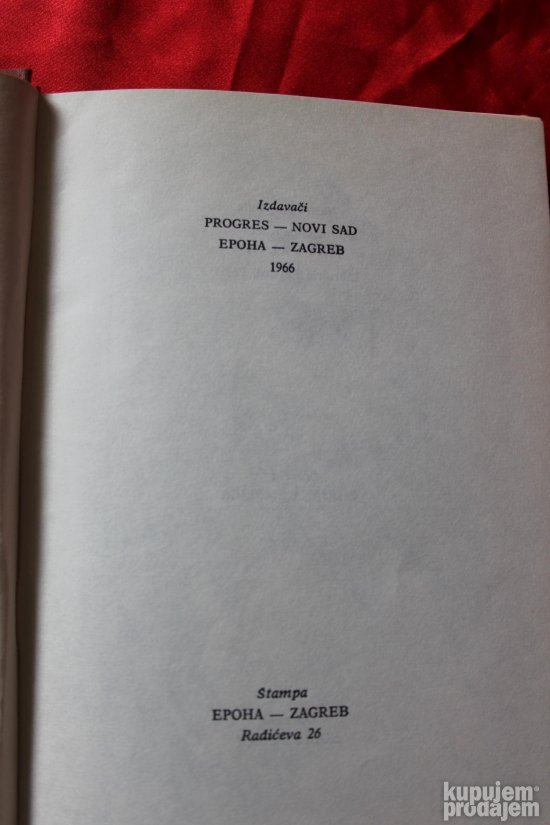 Izdavači
PROGRES — NOVI SAD
EPOHA — ZAGREB
1966
Štampa
EPOHA — ZAGREB
Radićeva 26
kupujem
prodajem